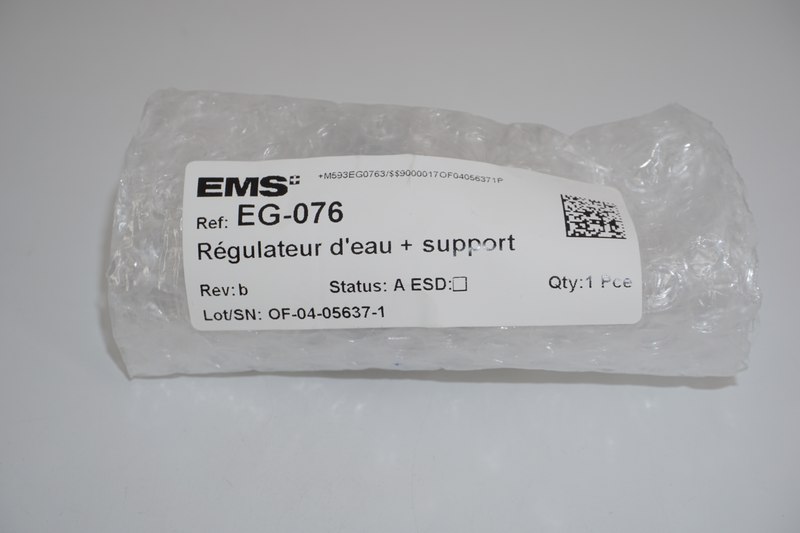 EMS+ +M593EG0763/$$9000017OF04056371P
Ref: EG-076
Régulateur d'eau + support
Rev:b Status: A ESD:☐ Qty:1 Pce
Lot/SN: OF-04-05637-1